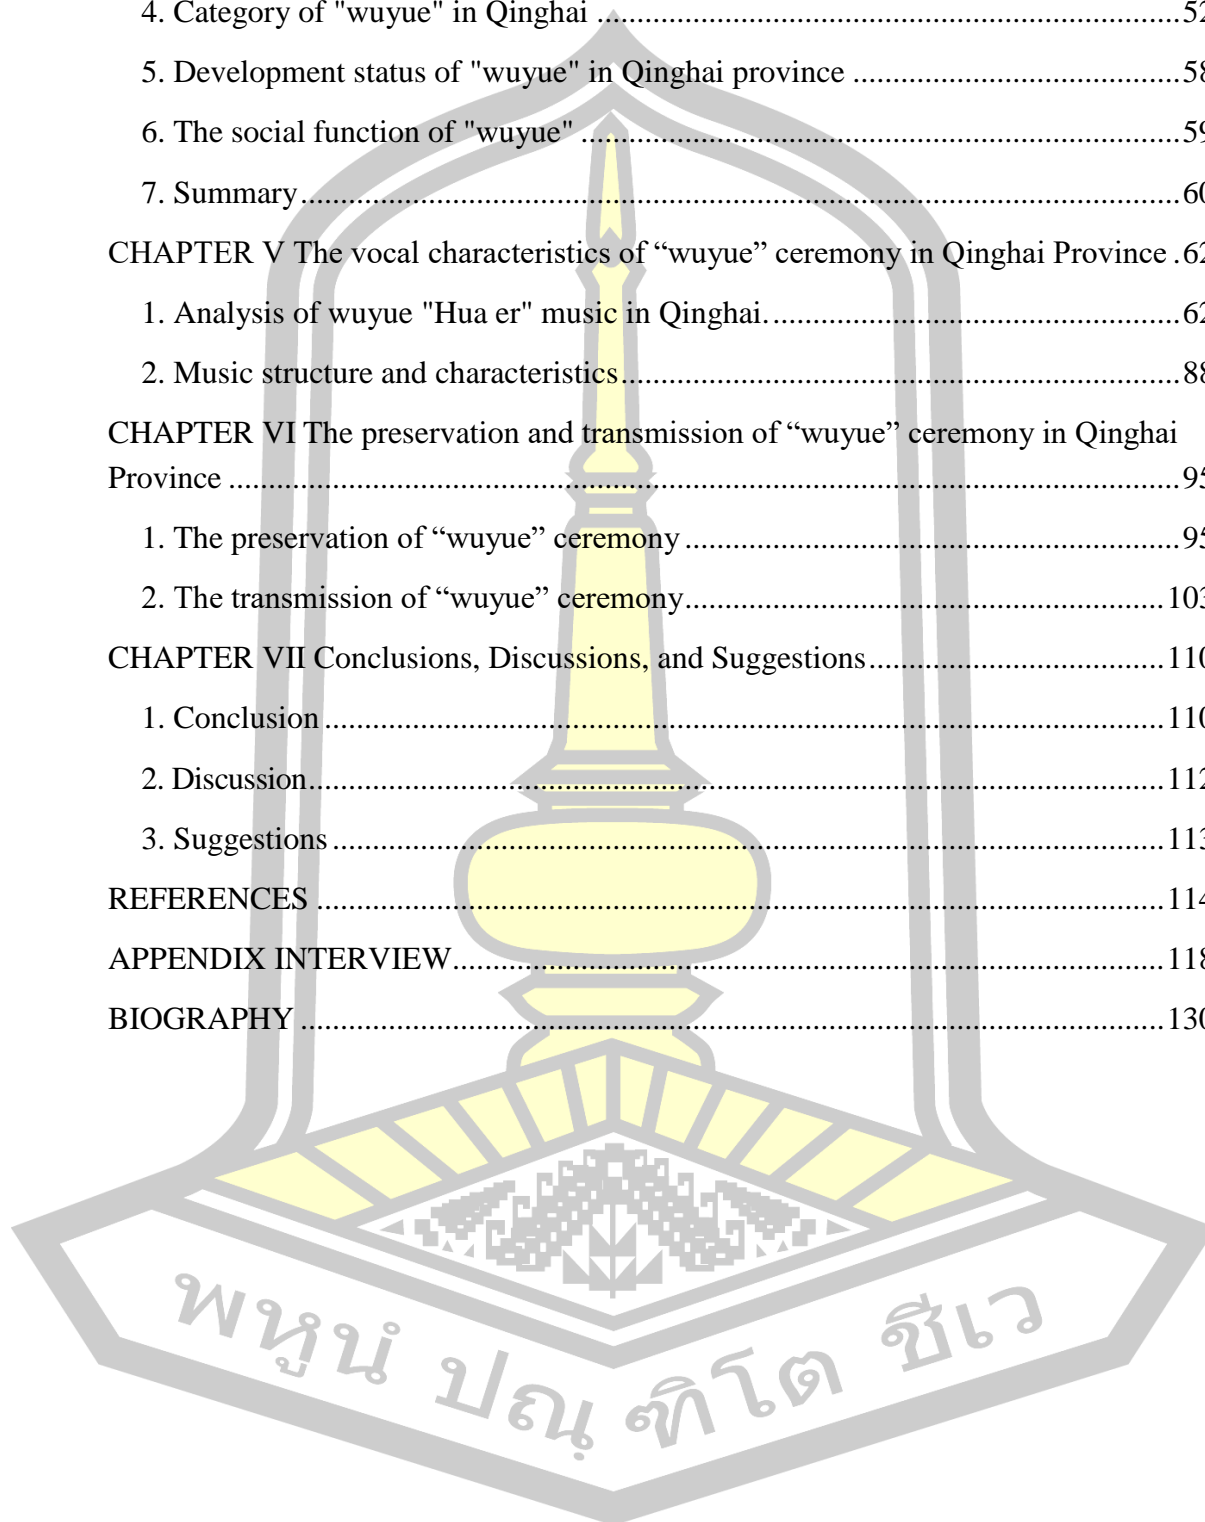 4. Category of "wuyue" in Qinghai ..........................................................................52
5. Development status of "wuyue" in Qinghai province .........................................58
6. The social function of "wuyue" ...........................................................................59
7. Summary..............................................................................................................60
CHAPTER V The vocal characteristics of “wuyue” ceremony in Qinghai Province .62
1. Analysis of wuyue "Hua er" music in Qinghai....................................................62
2. Music structure and characteristics......................................................................88
CHAPTER VI The preservation and transmission of “wuyue” ceremony in Qinghai
Province .......................................................................................................................95
1. The preservation of “wuyue” ceremony ..............................................................95
2. The transmission of “wuyue” ceremony............................................................103
CHAPTER VII Conclusions, Discussions, and Suggestions.....................................110
1. Conclusion .........................................................................................................110
2. Discussion...........................................................................................................112
3. Suggestions ........................................................................................................113
REFERENCES ..........................................................................................................114
APPENDIX INTERVIEW.........................................................................................118
BIOGRAPHY ............................................................................................................130
พหูนํ ปณฺฑิโต ชีเว